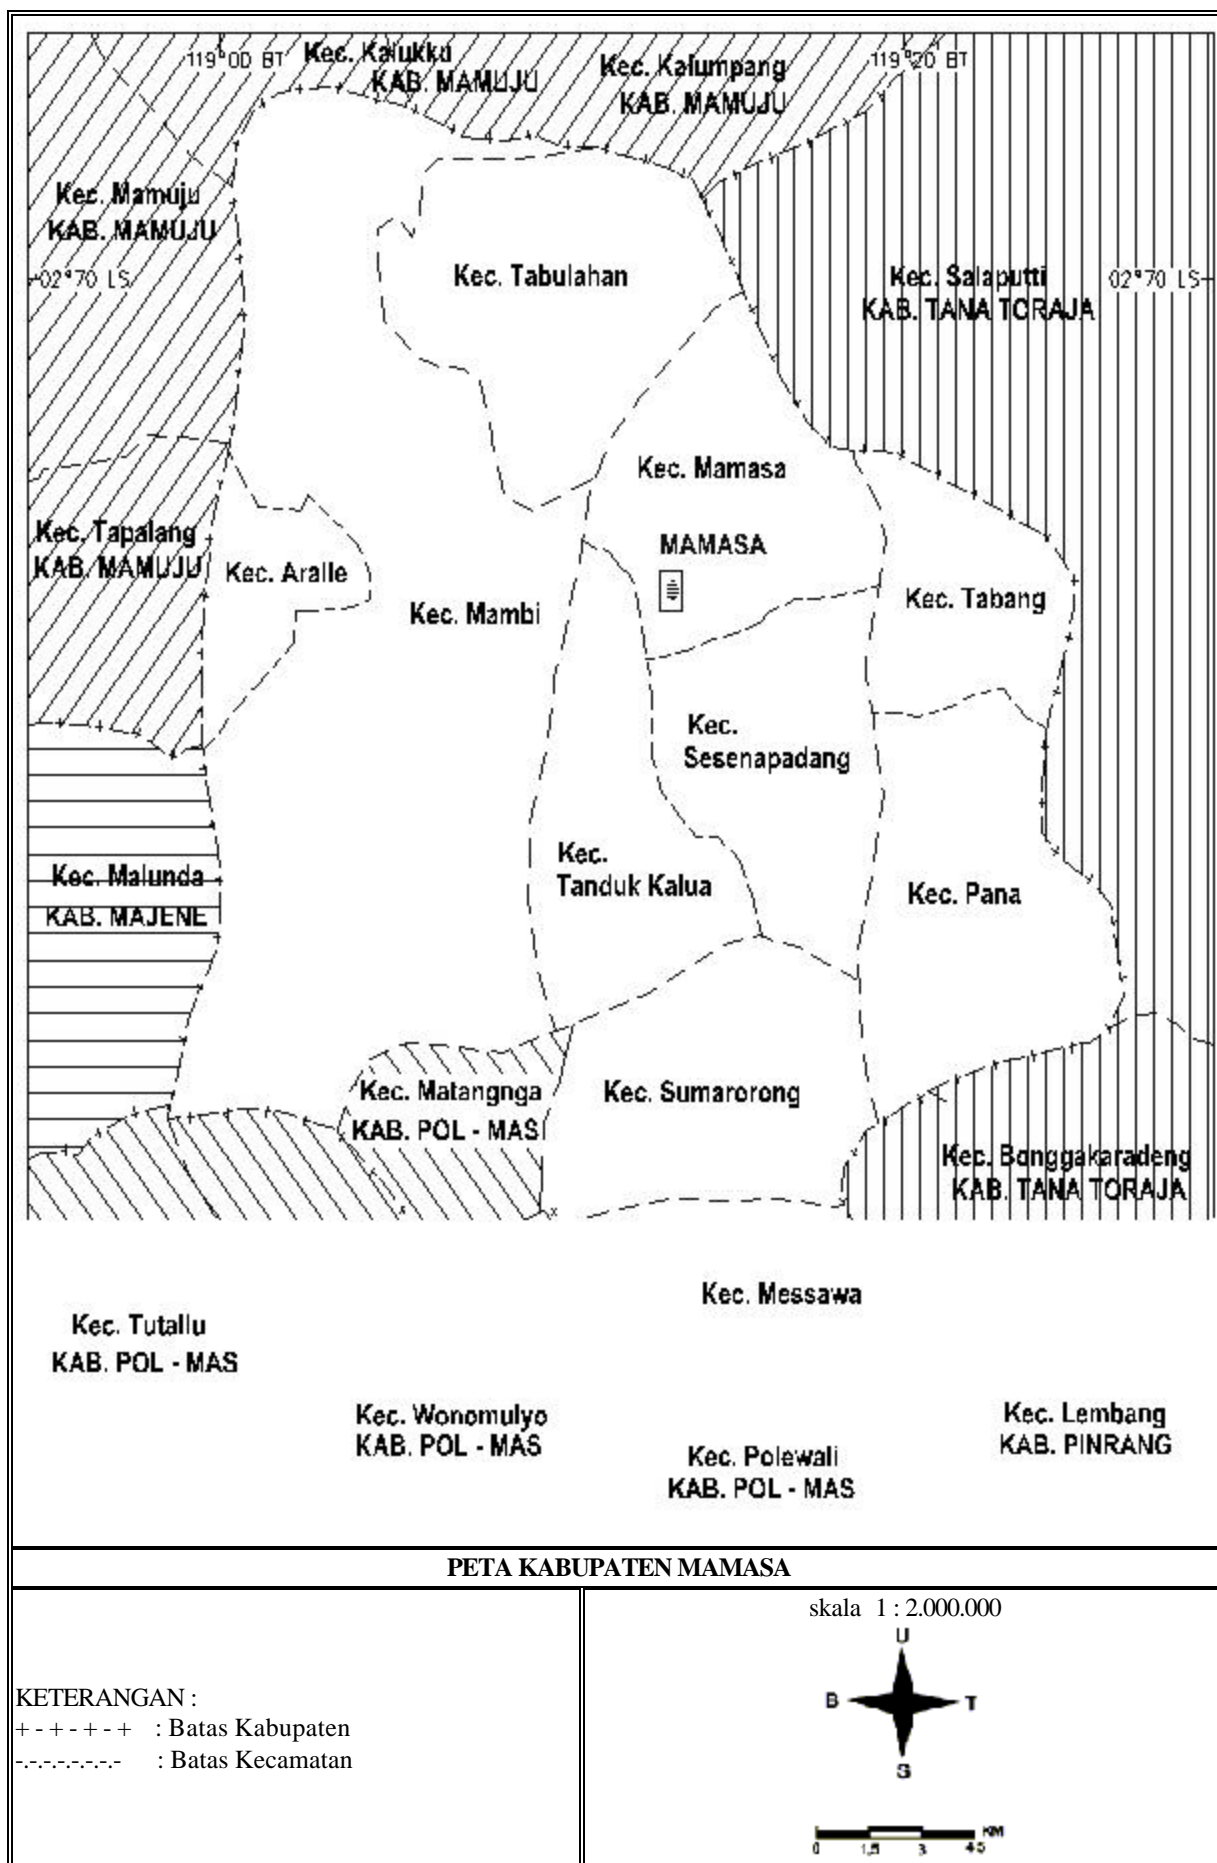 119°00 BT
Kec. Kalukku
KAB. MAMUJU
Kec. Kalumpang
KAB. MAMUJU
119°20 BT
Kec. Mamuju
KAB. MAMUJU
02°70 LS
Kec. Tabulahan
Kec. Salaputti
KAB. TANA TORAJA
02°70 LS
Kec. Mamasa
Kec. Tapalang
KAB. MAMUJU
Kec. Aralle
MAMASA
Kec. Mambi
Kec. Tabang
Kec.
Sesenapadang
Kec. Malunda
KAB. MAJENE
Kec.
Tanduk Kalua
Kec. Pana
Kec. Matangnga
KAB. POL - MAS
Kec. Sumarorong
Kec. Bonggakaradeng
KAB. TANA TORAJA
Kec. Messawa
Kec. Tutallu
KAB. POL - MAS
Kec. Wonomulyo
KAB. POL - MAS
Kec. Polewali
KAB. POL - MAS
Kec. Lembang
KAB. PINRANG
PETA KABUPATEN MAMASA
skala 1 : 2.000.000
U
B
T
S
KETERANGAN :
+ - + - + - + : Batas Kabupaten
-.-.-.-.-.-.-.- : Batas Kecamatan
KM
0 1,5 3 4,5